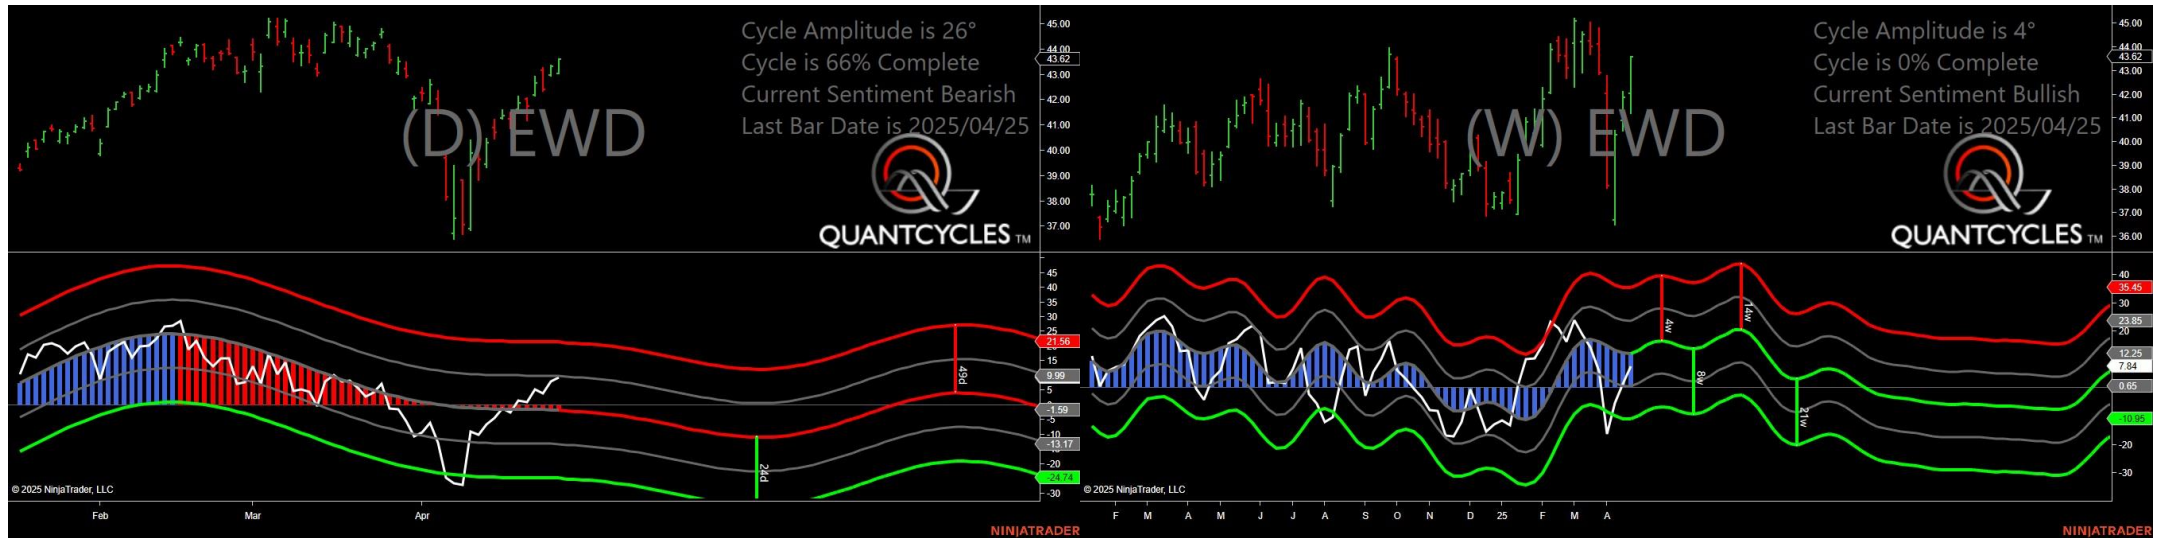 Cycle Amplitude is 26°
Cycle is 66% Complete
Current Sentiment Bearish
Last Bar Date is 2025/04/25
(D) EWD
QUANTCYCLES TM
45.00
44.00
43.62
43.00
42.00
41.00
40.00
39.00
38.00
37.00
45
40
35
30
25
21.56
15
9.99
5
-1.59
-5
-10
-13.17
-20
-24.74
-30
49d
24d
© 2025 NinjaTrader, LLC
Feb Mar Apr
NINJATRADER
Cycle Amplitude is 4°
Cycle is 0% Complete
Current Sentiment Bullish
Last Bar Date is 2025/04/25
(W) EWD
QUANTCYCLES TM
45.00
44.00
43.62
43.00
42.00
41.00
40.00
39.00
38.00
37.00
36.00
40
35.45
30
23.85
20
12.25
7.84
0.65
-10.95
-20
-30
4w
14w
8w
21w
© 2025 NinjaTrader, LLC
F M A M J J A S O N D 25 F M A
NINJATRADER